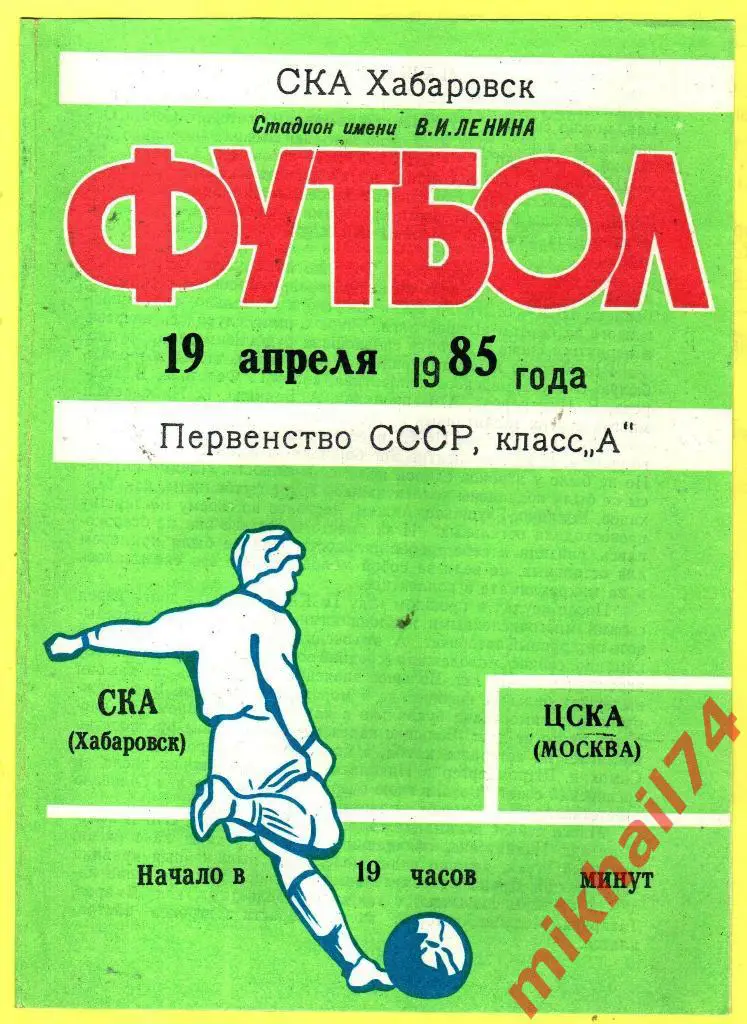 СКА Хабаровск
Стадион имени В.И.ЛЕНИНА
ФУТБОЛ
19 апреля 1985 года
Первенство СССР, класс „А“
СКА
(Хабаровск)
ЦСКА
(МОСКВА)
Начало в 19 часов минут
mikhail74